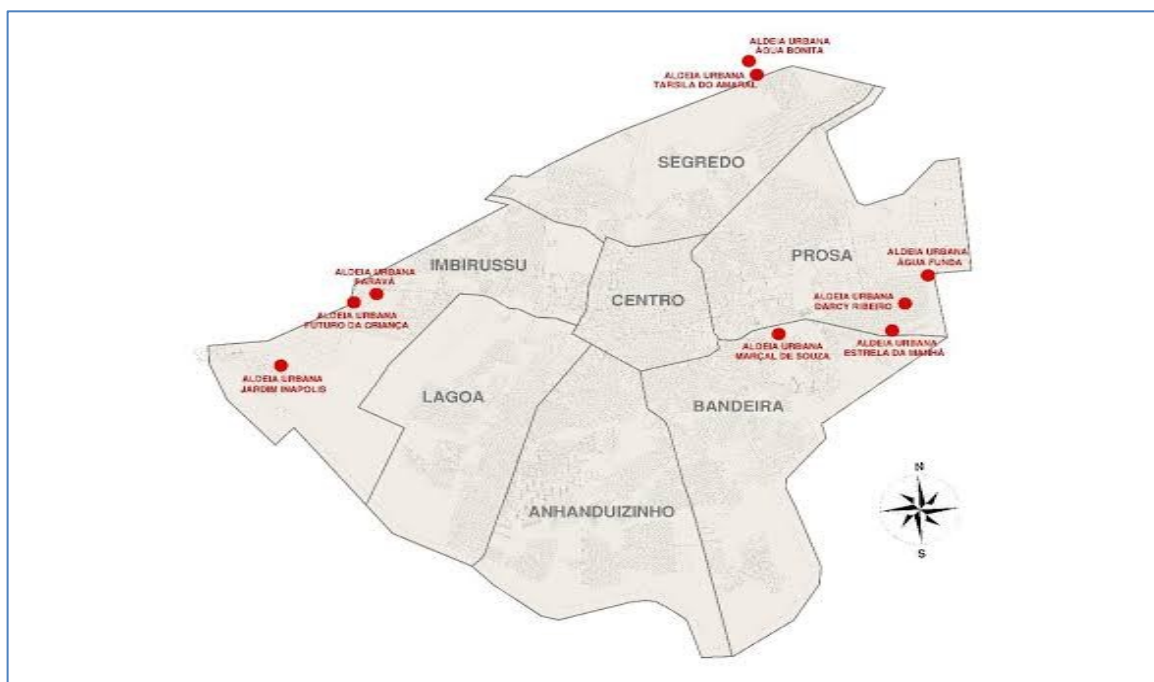 ALDEIA URBANA
ÁGUA BONITA
ALDEIA URBANA
TARSILA DO AMARAL
SEGREDO
PROSA
ALDEIA URBANA
ÁGUA FUNDA
IMBIRUSSU
ALDEIA URBANA
PARAVÁ
CENTRO
ALDEIA URBANA
DARCY RIBEIRO
ALDEIA URBANA
FUTURO DA CRIANÇA
ALDEIA URBANA
MARÇAL DE SOUZA
ALDEIA URBANA
ESTRELA DA MANHÃ
ALDEIA URBANA
JARDIM INAPOLIS
LAGOA
BANDEIRA
ANHANDUIZINHO
N
S